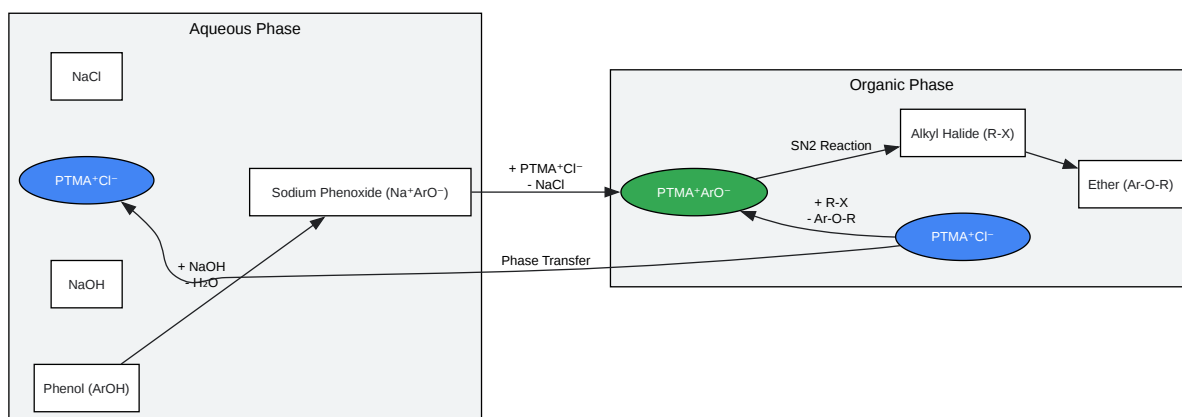 Aqueous Phase
NaCl
PTMA⁺Cl⁻
Sodium Phenoxide (Na⁺ArO⁻)
+ NaOH
- H₂O
NaOH
Phenol (ArOH)
+ PTMA⁺Cl⁻
- NaCl
Phase Transfer
Organic Phase
Alkyl Halide (R-X)
SN2 Reaction
Ether (Ar-O-R)
PTMA⁺ArO⁻
+ R-X
- Ar-O-R
PTMA⁺Cl⁻